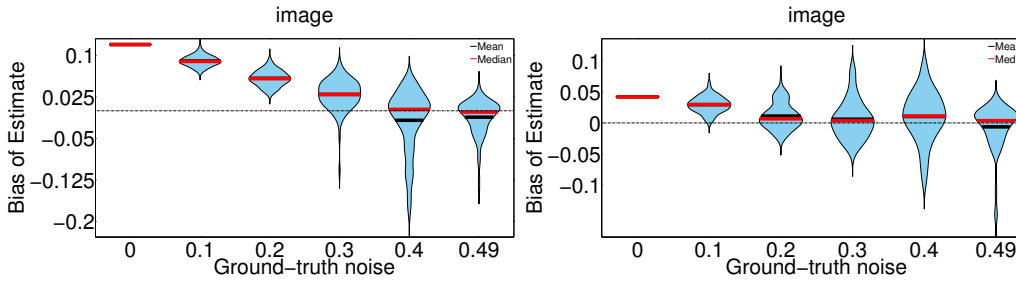 image
Bias of Estimate
0.1
0.025
−0.05
−0.125
−0.2
Mean
Median
0 0.1 0.2 0.3 0.4 0.49
Ground−truth noise
image
Bias of Estimate
0.1
0.05
0
−0.05
−0.1
Mea
Med
0 0.1 0.2 0.3 0.4 0.49
Ground−truth noise